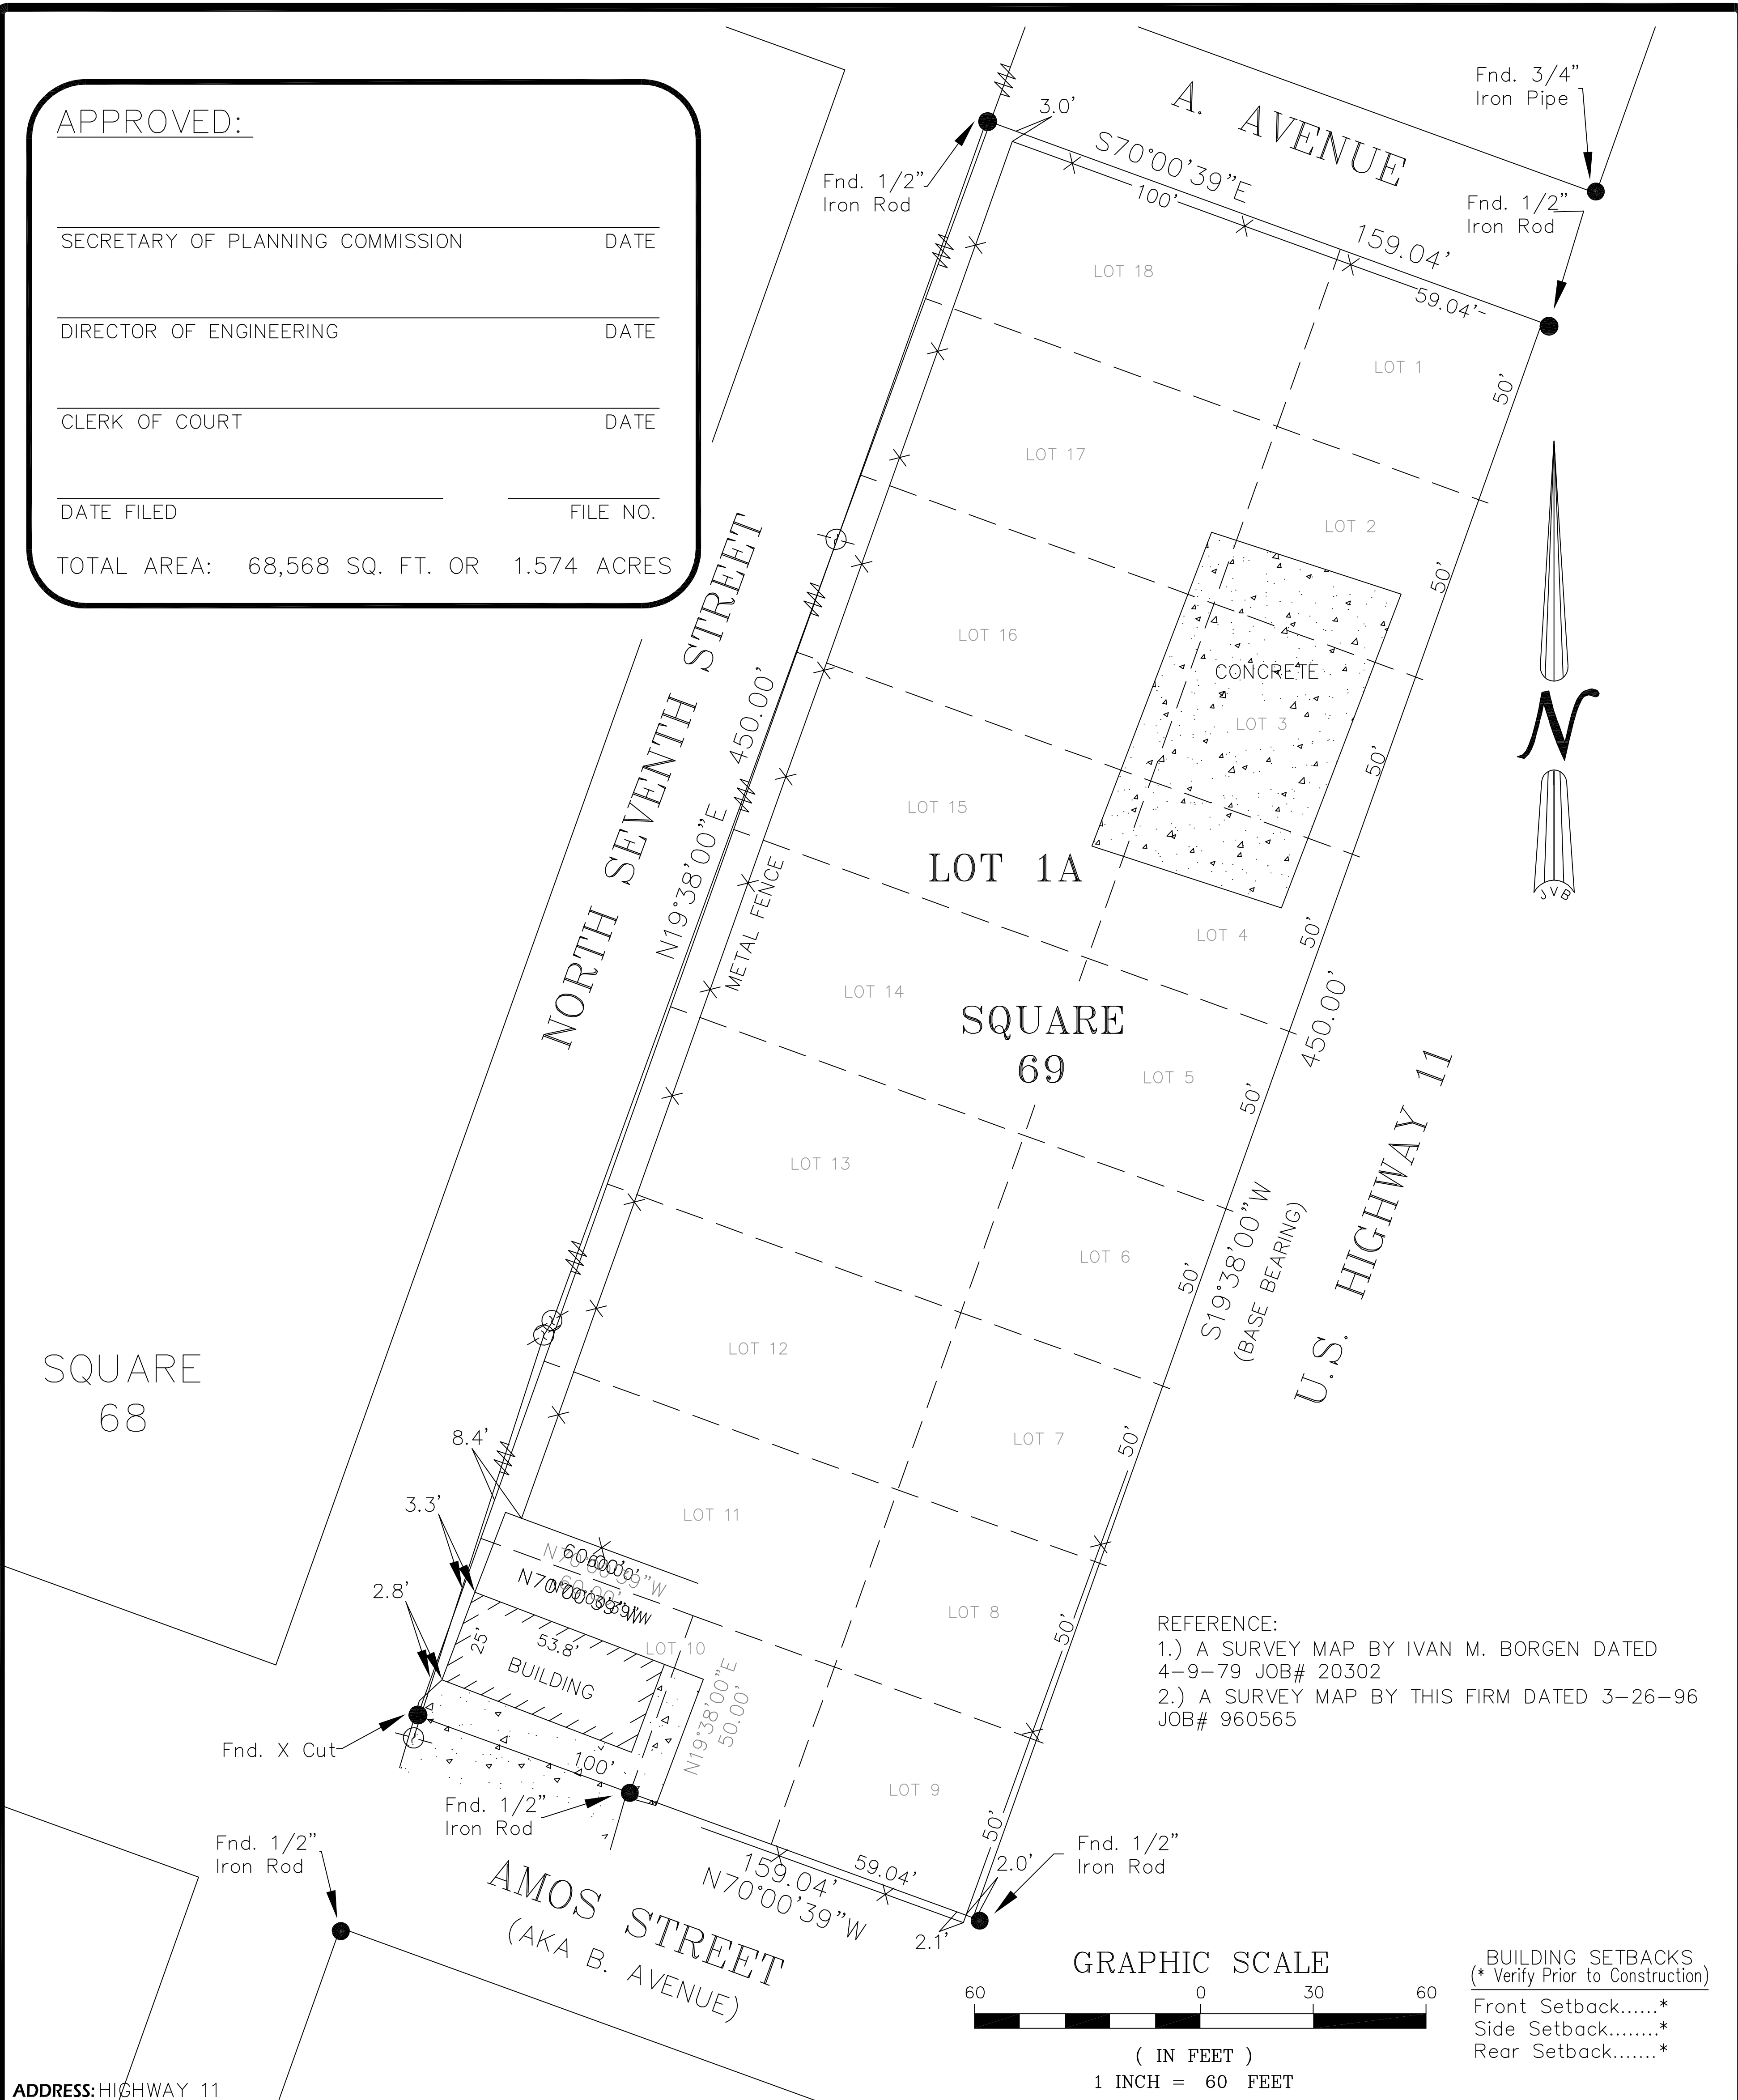 APPROVED:
SECRETARY OF PLANNING COMMISSION DATE
DIRECTOR OF ENGINEERING DATE
CLERK OF COURT DATE
DATE FILED FILE NO.
TOTAL AREA: 68,568 SQ. FT. OR 1.574 ACRES
A. AVENUE
Fnd. 3/4"
Iron Pipe
3.0'
S70°00'39"E
159.04'
100'
59.04'
Fnd. 1/2"
Iron Rod
Fnd. 1/2"
Iron Rod
LOT 18
LOT 1
50'
LOT 17
LOT 2
50'
LOT 16
CONCRETE
LOT 3
50'
LOT 15
LOT 1A
LOT 4
50'
LOT 14
SQUARE
69
LOT 5
50'
450.00'
LOT 13
LOT 6
50'
S19°38'00"W
(BASE BEARING)
U.S. HIGHWAY 11
LOT 12
LOT 7
50'
LOT 11
LOT 8
50'
LOT 10
LOT 9
50'
NORTH SEVENTH STREET
N19°38'00"E 450.00'
METAL FENCE
N
JVB
SQUARE
68
8.4'
3.3'
2.8'
60.00'
N70°00'39"W
N70°00'39"W
60.00'
25'
53.8'
BUILDING
N19°38'00"E
50.00'
Fnd. X Cut
100'
Fnd. 1/2"
Iron Rod
Fnd. 1/2"
Iron Rod
59.04'
159.04'
N70°00'39"W
2.0'
2.1'
Fnd. 1/2"
Iron Rod
AMOS STREET
(AKA B. AVENUE)
REFERENCE:
1.) A SURVEY MAP BY IVAN M. BORGEN DATED
4-9-79 JOB# 20302
2.) A SURVEY MAP BY THIS FIRM DATED 3-26-96
JOB# 960565
GRAPHIC SCALE
60 0 30 60
( IN FEET )
1 INCH = 60 FEET
BUILDING SETBACKS
(* Verify Prior to Construction)
Front Setback......*
Side Setback........*
Rear Setback.......*
ADDRESS: HIGHWAY 11